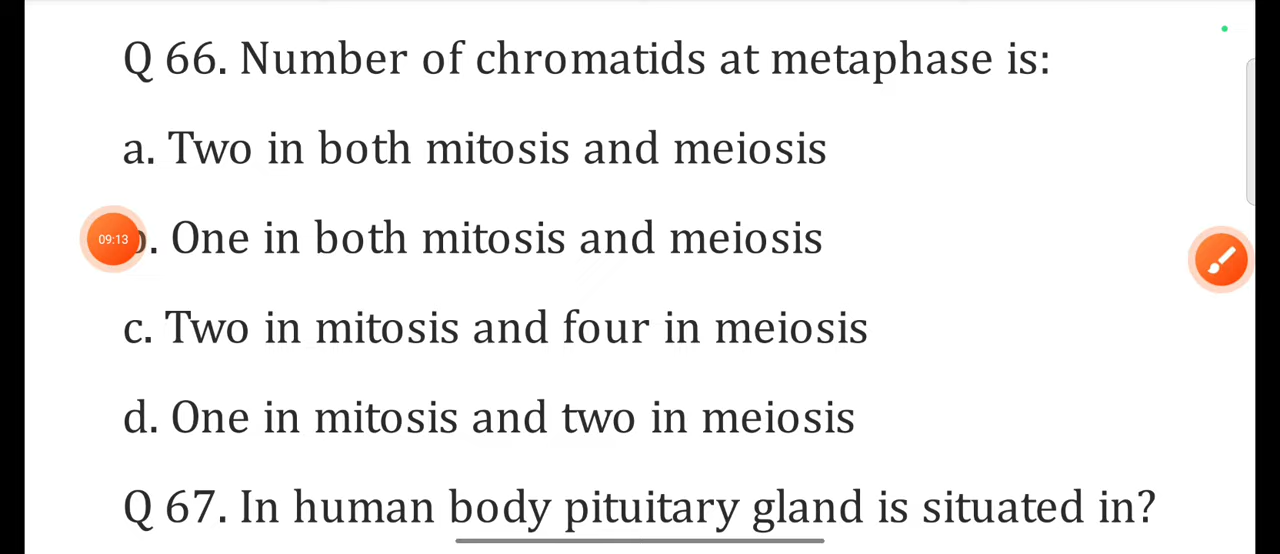 Q 66. Number of chromatids at metaphase is:
a. Two in both mitosis and meiosis
09:13
. One in both mitosis and meiosis
c. Two in mitosis and four in meiosis
d. One in mitosis and two in meiosis
Q 67. In human body pituitary gland is situated in?